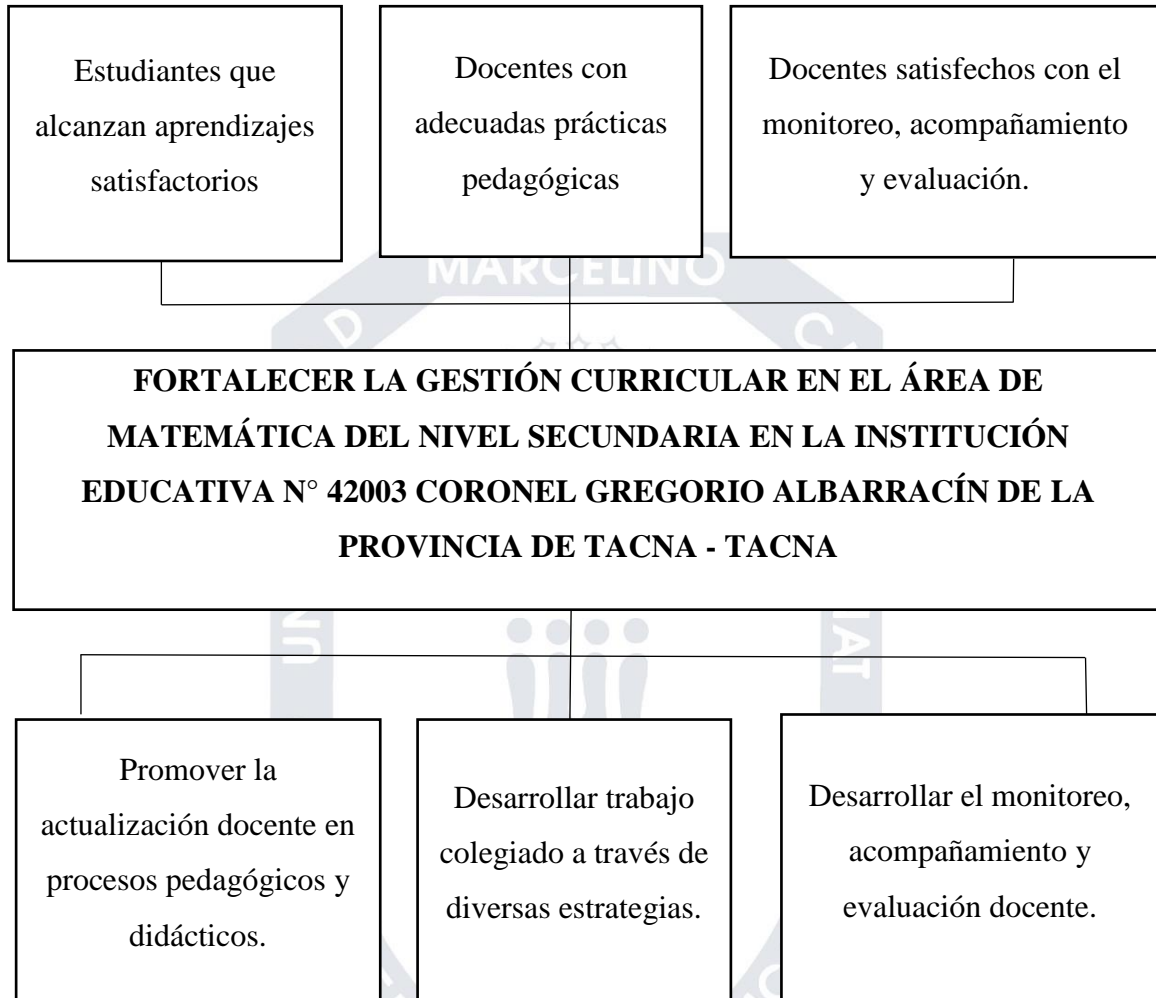 Estudiantes que
alcanzan aprendizajes
satisfactorios
Docentes con
adecuadas prácticas
pedagógicas
Docentes satisfechos con el
monitoreo, acompañamiento
y evaluación.
MARCELINO
FORTALECER LA GESTIÓN CURRICULAR EN EL ÁREA DE
MATEMÁTICA DEL NIVEL SECUNDARIA EN LA INSTITUCIÓN
EDUCATIVA N° 42003 CORONEL GREGORIO ALBARRACÍN DE LA
PROVINCIA DE TACNA - TACNA
Promover la
actualización docente en
procesos pedagógicos y
didácticos.
Desarrollar trabajo
colegiado a través de
diversas estrategias.
Desarrollar el monitoreo,
acompañamiento y
evaluación docente.